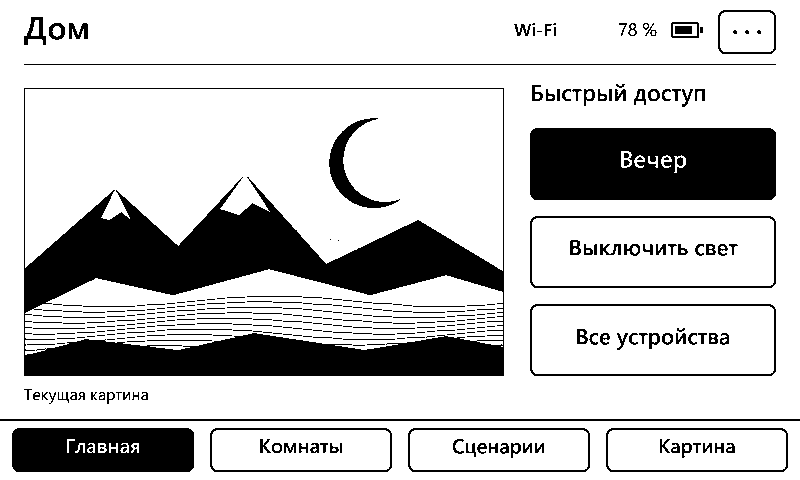 Дом
Wi-Fi
78 %
...
Быстрый доступ
Вечер
Выключить свет
Все устройства
Текущая картина
Главная
Комнаты
Сценарии
Картина